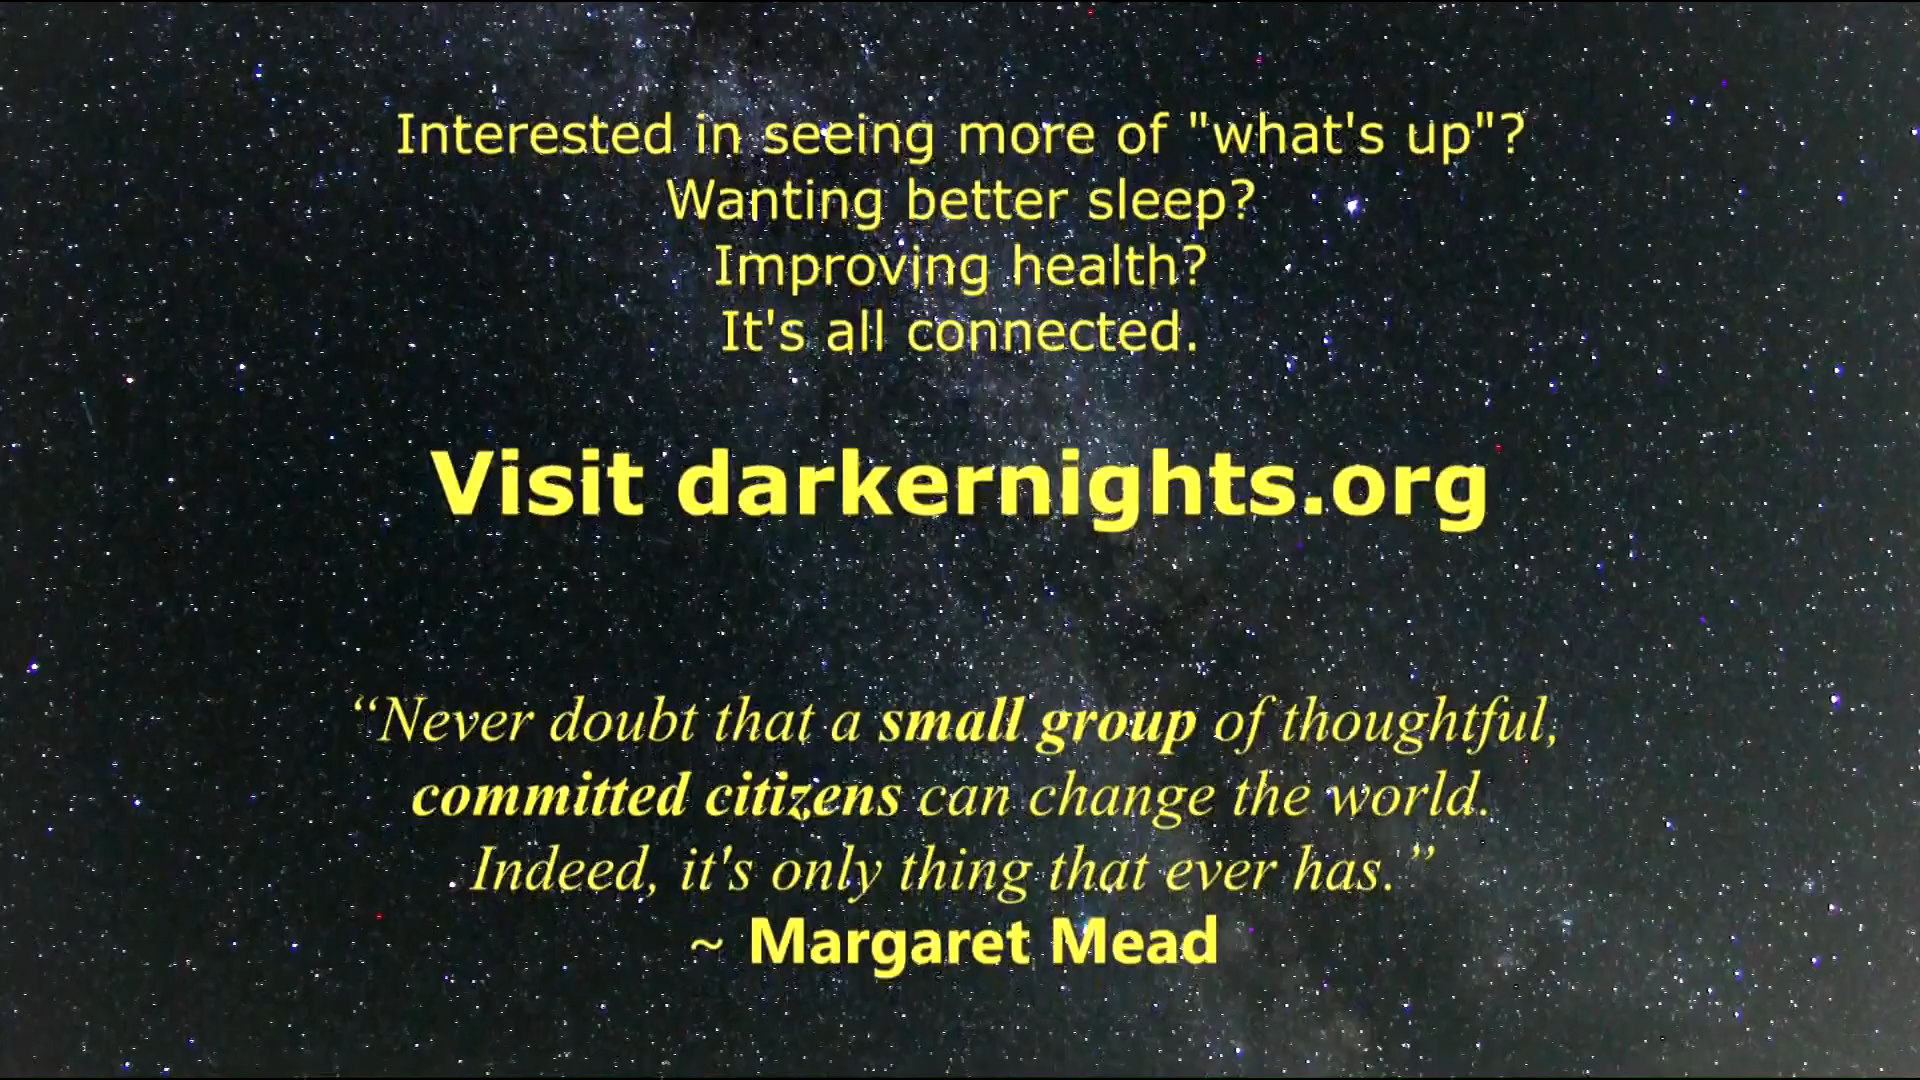 Interested in seeing more of "what's up"?
Wanting better sleep?
Improving health?
It's all connected.
Visit darkernights.org
“Never doubt that a small group of thoughtful,
committed citizens can change the world.
Indeed, it's only thing that ever has.”
~ Margaret Mead